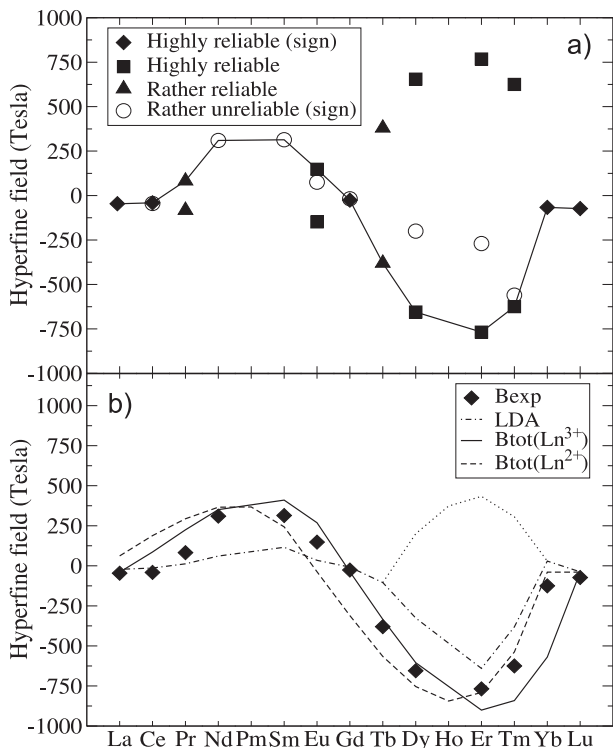 1000
750
500
250
0
-250
-500
-750
1000
Hyperfine field (Tesla)
Highly reliable (sign)
Highly reliable
Rather reliable
Rather unreliable (sign)
a)
1000
500
250
0
-250
-500
-750
-1000
Hyperfine field (Tesla)
b)
Bexp
LDA
Btot(Ln³⁺)
Btot(Ln²⁺)
La Ce Pr Nd Pm Sm Eu Gd Tb Dy Ho Er Tm Yb Lu